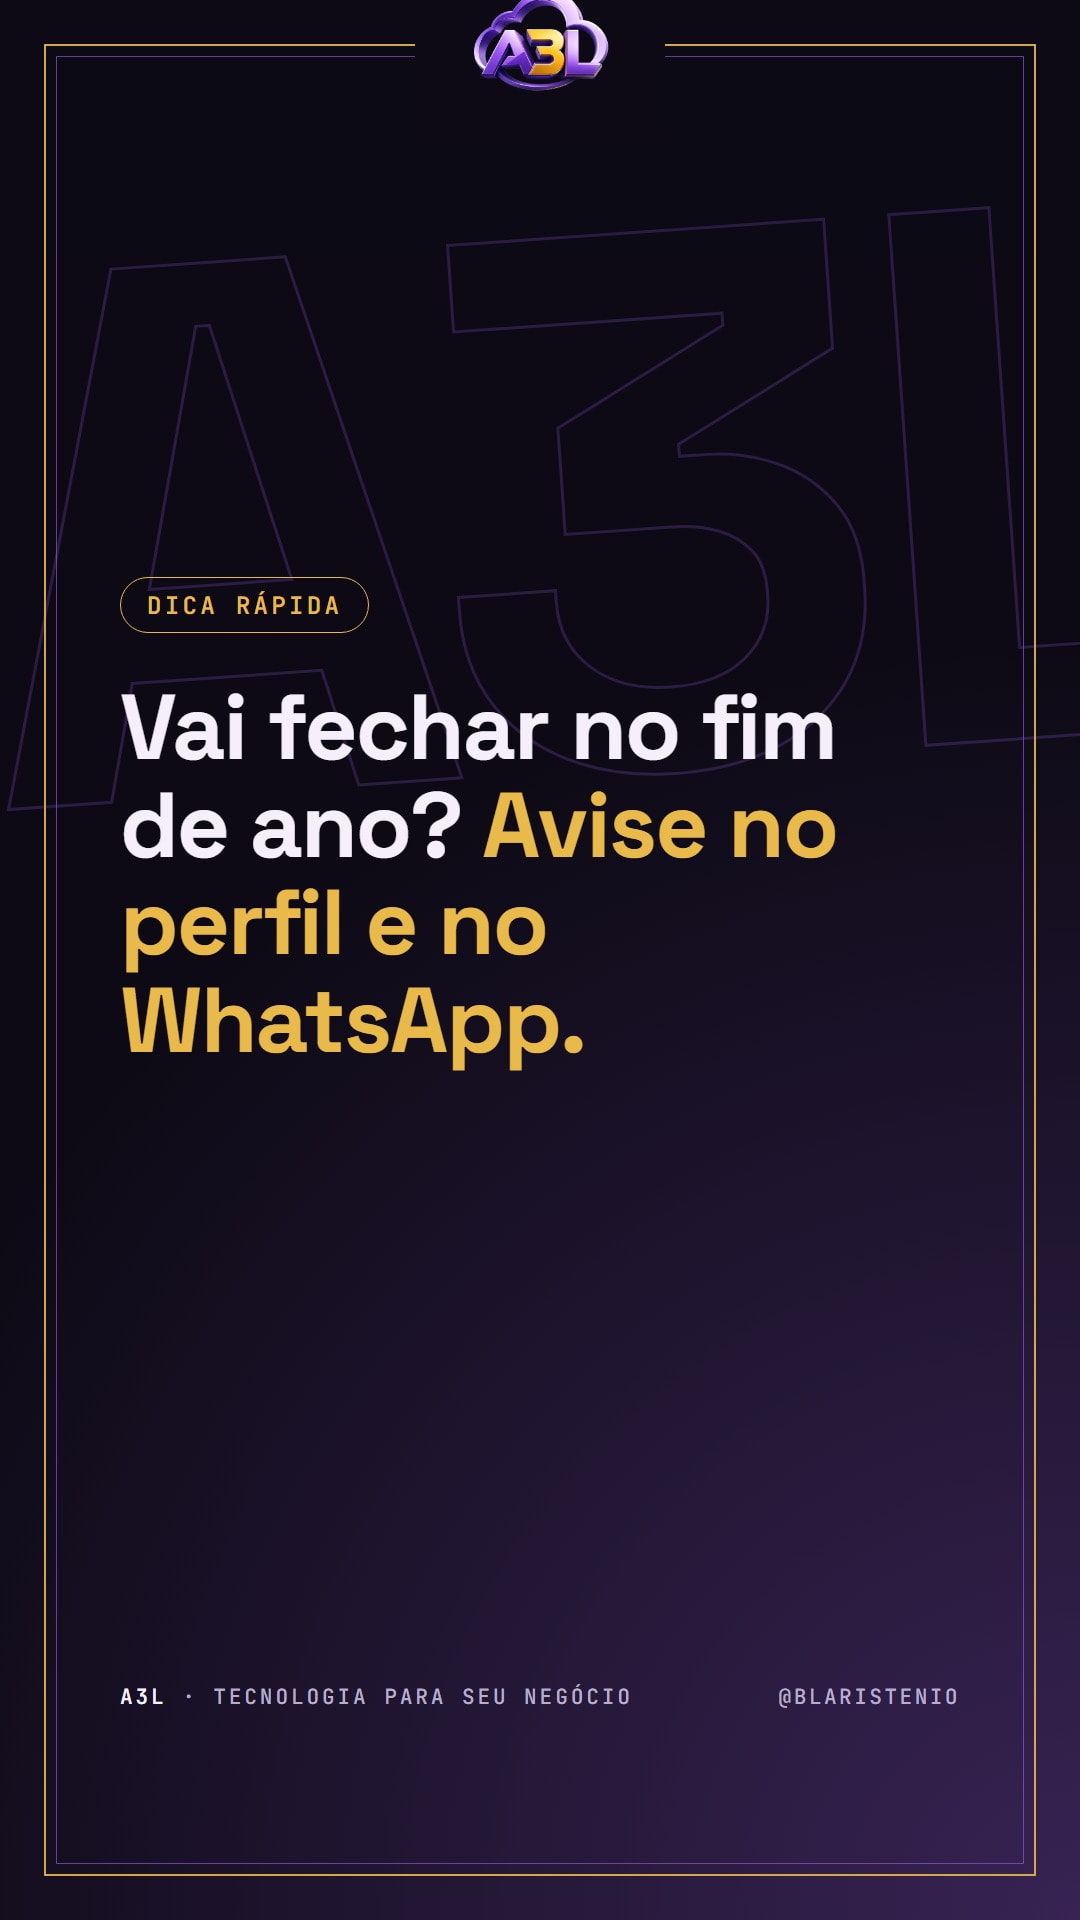 A3L
A3L
DICA RÁPIDA
Vai fechar no fim
de ano? Avise no
perfil e no
WhatsApp.
A3L · TECNOLOGIA PARA SEU NEGÓCIO @BLARISTENIO